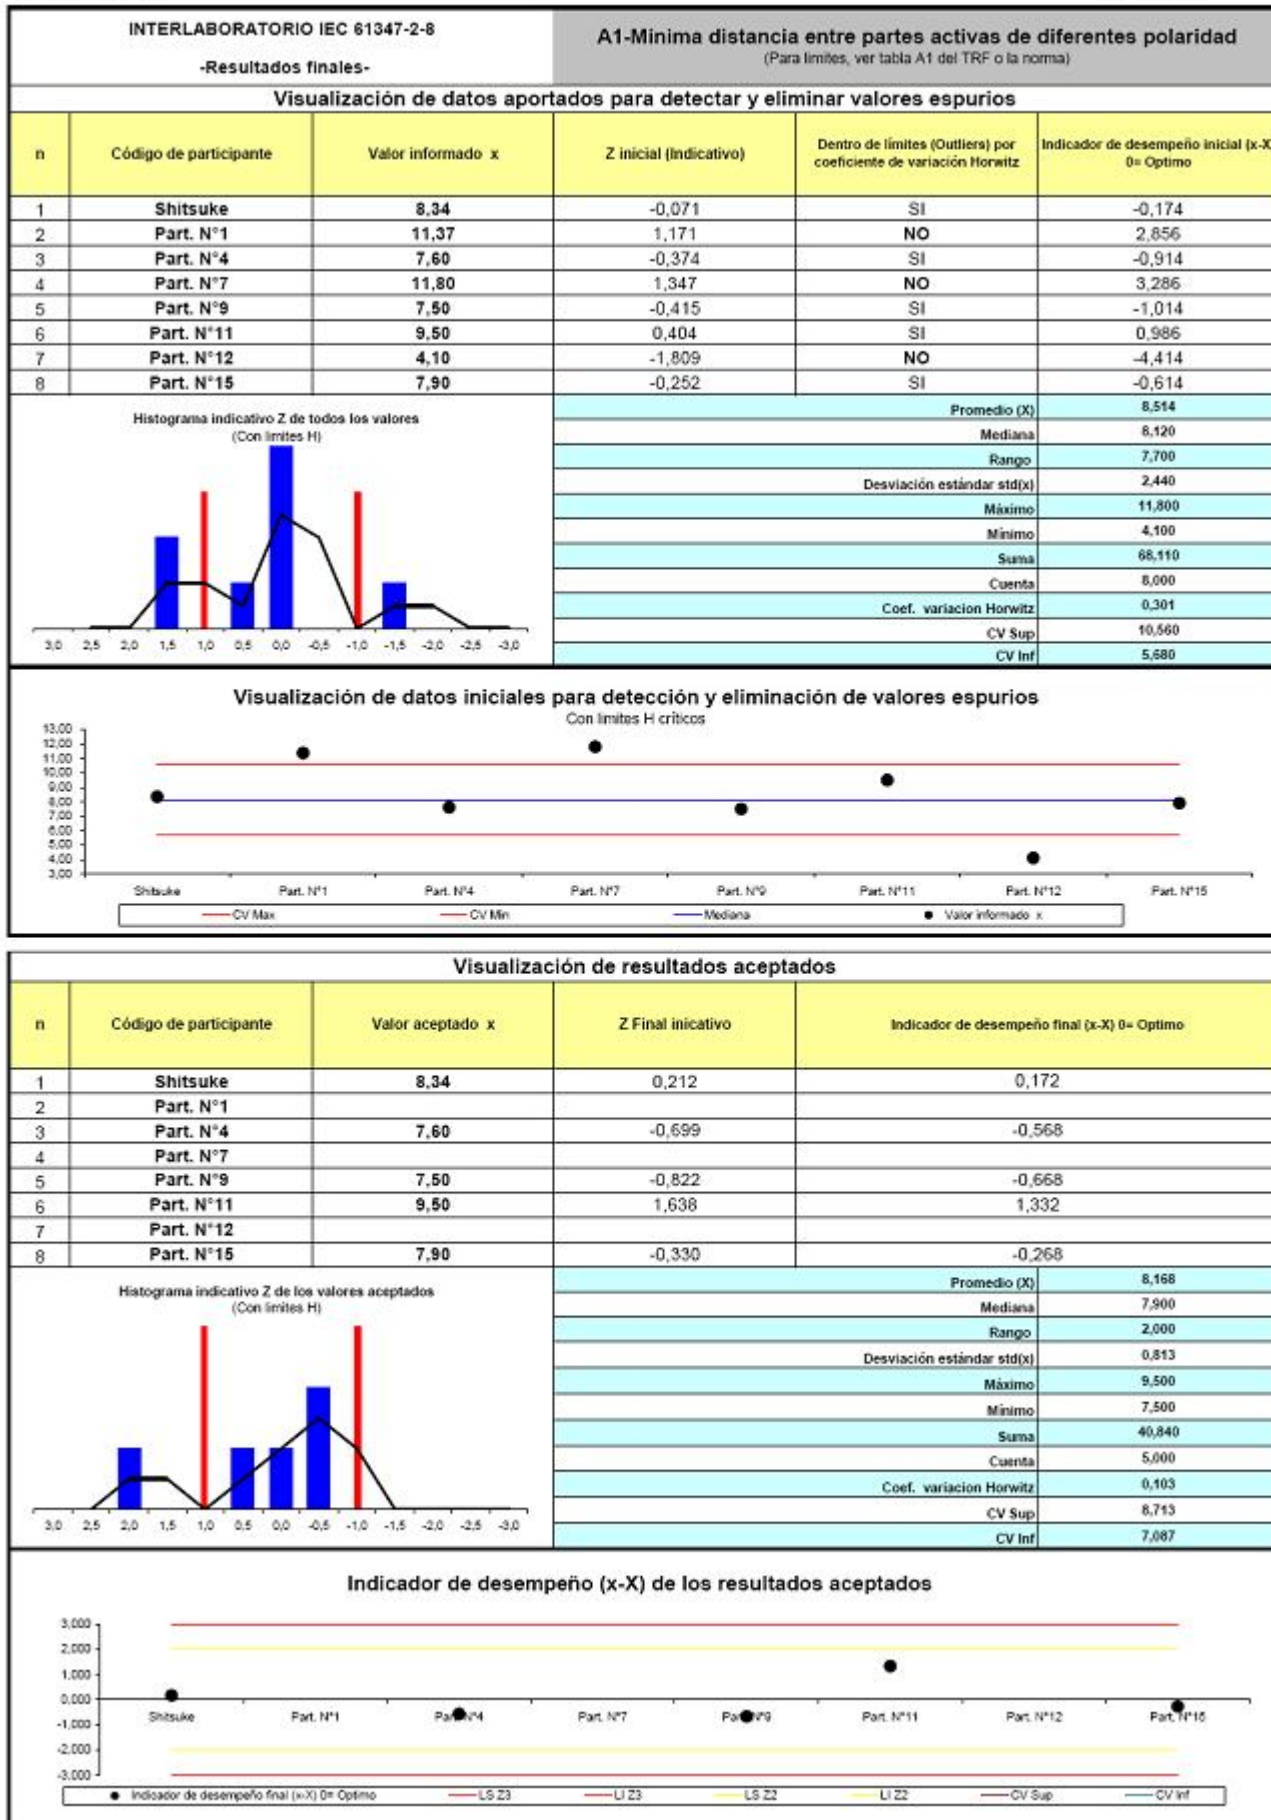 INTERLABORATORIO IEC 61347-2-8
-Resultados finales-
A1-Minima distancia entre partes activas de diferentes polaridad
(Para limites, ver tabla A1 del TRF o la norma)
Visualización de datos aportados para detectar y eliminar valores espurios
n Código de participante Valor informado x Z inicial (Indicativo) Dentro de límites (Outliers) por coeficiente de variación Horwitz Indicador de desempeño inicial (x-X 0= Optimo
1 Shitsuke 8,34 -0,071 SI -0,174
2 Part. N°1 11,37 1,171 NO 2,856
3 Part. N°4 7,60 -0,374 SI -0,914
4 Part. N°7 11,80 1,347 NO 3,286
5 Part. N°9 7,50 -0,415 SI -1,014
6 Part. N°11 9,50 0,404 SI 0,986
7 Part. N°12 4,10 -1,809 NO -4,414
8 Part. N°15 7,90 -0,252 SI -0,614
Histograma indicativo Z de todos los valores
(Con limites H)
3,0 2,5 2,0 1,5 1,0 0,5 0,0 -0,5 -1,0 -1,5 -2,0 -2,5 -3,0
Promedio (X) 8,514
Mediana 8,120
Rango 7,700
Desviación estándar std(x) 2,440
Máximo 11,800
Mínimo 4,100
Suma 68,110
Cuenta 8,000
Coef. variacion Horwitz 0,301
CV Sup 10,560
CV Inf 5,680
Visualización de datos iniciales para detección y eliminación de valores espurios
Con limites H críticos
13,00
12,00
11,00
10,00
9,00
8,00
7,00
6,00
5,00
4,00
3,00
Shitsuke Part. N°1 Part. N°4 Part. N°7 Part. N°9 Part. N°11 Part. N°12 Part. N°15
CV Max CV Min Mediana Valor informado x
Visualización de resultados aceptados
n Código de participante Valor aceptado x Z Final inicativo Indicador de desempeño final (x-X) 0= Optimo
1 Shitsuke 8,34 0,212 0,172
2 Part. N°1
3 Part. N°4 7,60 -0,699 -0,568
4 Part. N°7
5 Part. N°9 7,50 -0,822 -0,668
6 Part. N°11 9,50 1,638 1,332
7 Part. N°12
8 Part. N°15 7,90 -0,330 -0,268
Histograma indicativo Z de los valores aceptados
(Con limites H)
3,0 2,5 2,0 1,5 1,0 0,5 0,0 -0,5 -1,0 -1,5 -2,0 -2,5 -3,0
Promedio (X) 8,168
Mediana 7,900
Rango 2,000
Desviación estándar std(x) 0,813
Máximo 9,500
Mínimo 7,500
Suma 40,840
Cuenta 5,000
Coef. variacion Horwitz 0,103
CV Sup 8,713
CV Inf 7,087
Indicador de desempeño (x-X) de los resultados aceptados
3,000
2,000
1,000
0,000
-1,000
-2,000
-3,000
Shitsuke Part. N°1 Part. N°4 Part. N°7 Part. N°9 Part. N°11 Part. N°12 Part. N°15
Indicador de desempeño final (x-X) 0= Optimo LS Z3 LI Z3 LS Z2 LI Z2 CV Sup CV Inf